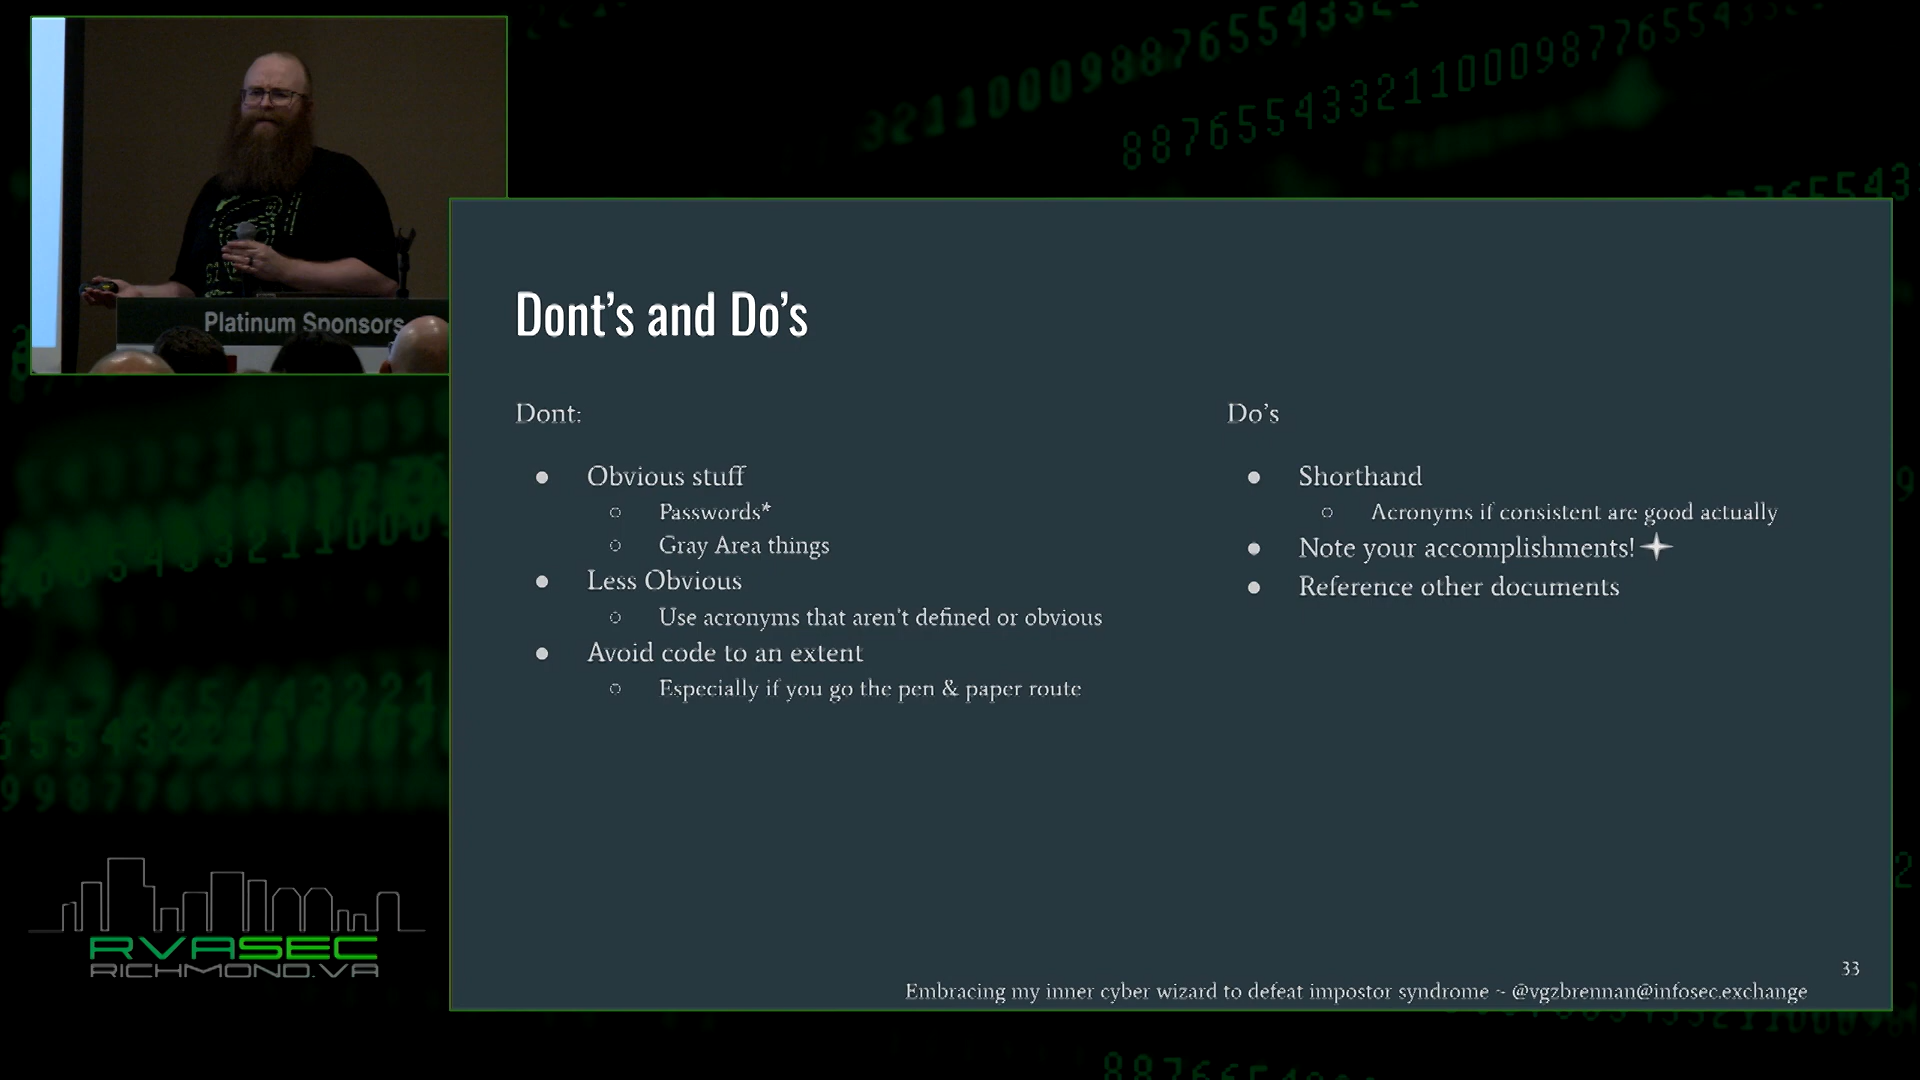 Platinum Sponsors
Dont's and Do's
Dont:
Obvious stuff
Passwords*
Gray Area things
Less Obvious
Use acronyms that aren't defined or obvious
Avoid code to an extent
Especially if you go the pen & paper route
Do's
Shorthand
Acronyms if consistent are good actually
Note your accomplishments!
Reference other documents
33
Embracing my inner cyber wizard to defeat impostor syndrome ~ @vgzbrennan@infosec.exchange
RVASEC
RICHMOND.VA